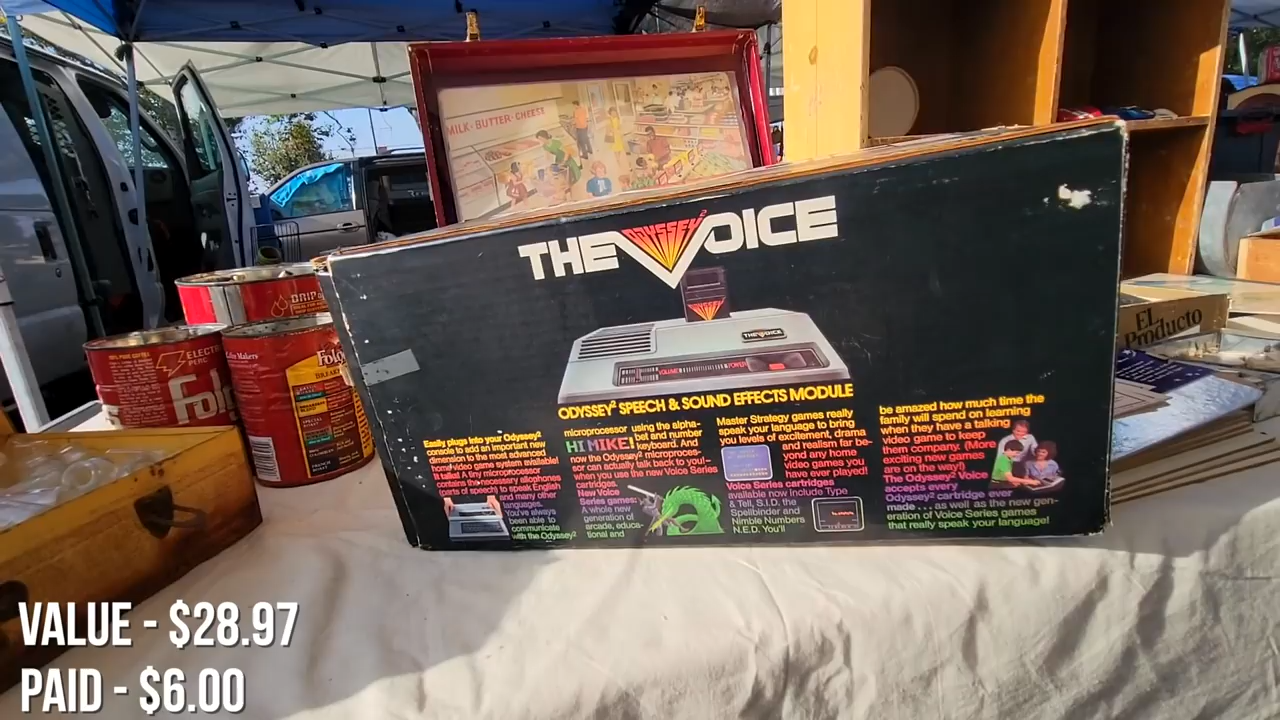 MILK-BUTTER-CHEESE
THE VOICE
ODYSSEY²
THE VOICE
VOLUME
POWER
ODYSSEY² SPEECH & SOUND EFFECTS MODULE
Easily plugs into your Odyssey²
console to add an important new
dimension to the most advanced
home video game system available!
It talks! A tiny microprocessor
contains the necessary allophones
(parts of speech) to speak English
and many other
languages.
You've always
been able to
communicate
with the Odyssey²
microprocessor using the alpha-
HI MIKE!
bet and number
keyboard. And
now the Odyssey² microproces-
sor can actually talk back to you!-
when you use the new Voice Series
cartridges.
New Voice
Series games:
A whole new
generation of
arcade, educa-
tional and
Master Strategy games really
speak your language to bring
you levels of excitement, drama
and realism far be-
yond any home
video games you
have ever played!
Voice Series cartridges
available now include Type
& Tell, S.I.D. the
Spellbinder and
Nimble Numbers
N.E.D. You'll
be amazed how much time the
family will spend on learning
when they have a talking
video game to keep
them company. (More
exciting new games
are on the way!)
The Odyssey² Voice
accepts every
Odyssey² cartridge ever
made... as well as the new gen-
eration of Voice Series games
that really speak your language!
DRIP
ELECTRIC
PERC
Fol
Folg
El
Producto
VALUE - $28.97
PAID - $6.00